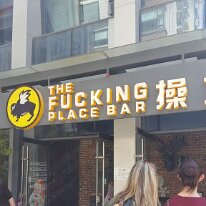 THE
FUCKING
PLACE BAR
操